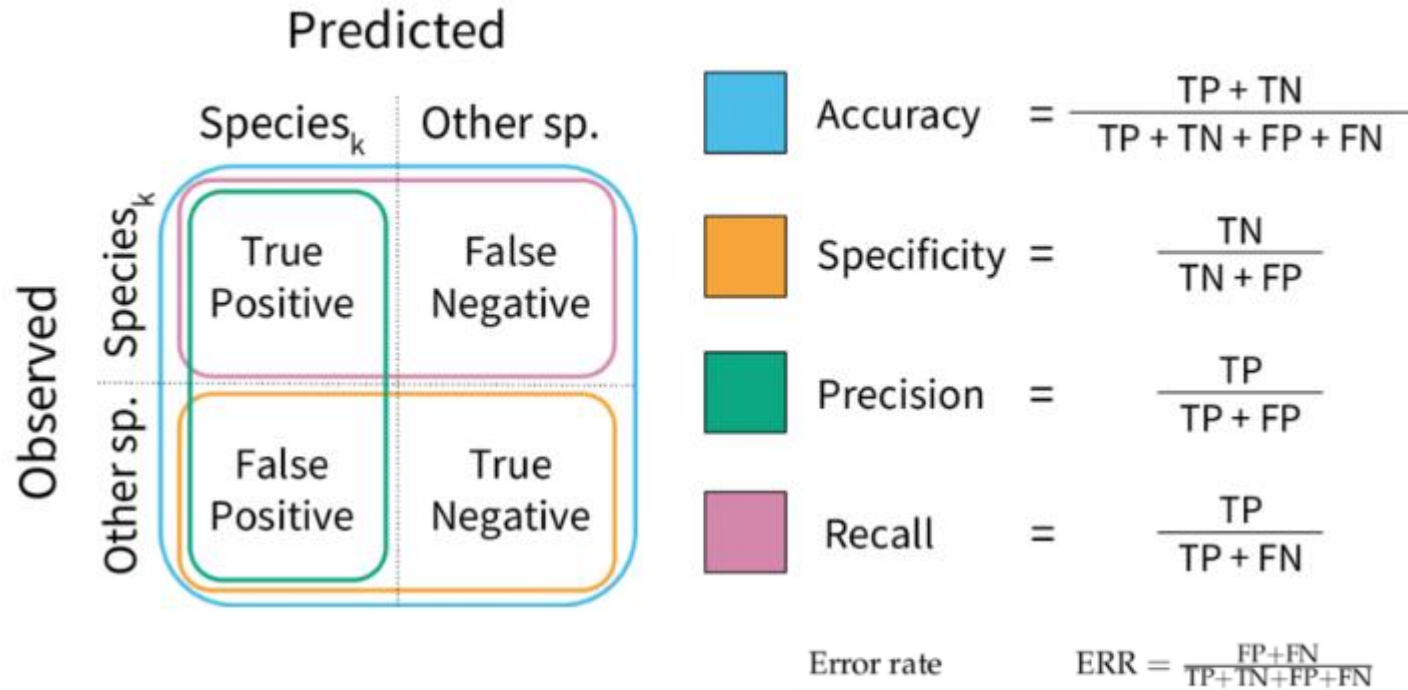 Predicted
Species_k Other sp.
Observed
Species_k
True Positive
False Negative
Other sp.
False Positive
True Negative
Accuracy = (TP + TN) / (TP + TN + FP + FN)
Specificity = TN / (TN + FP)
Precision = TP / (TP + FP)
Recall = TP / (TP + FN)
Error rate ERR = (FP+FN) / (TP+TN+FP+FN)